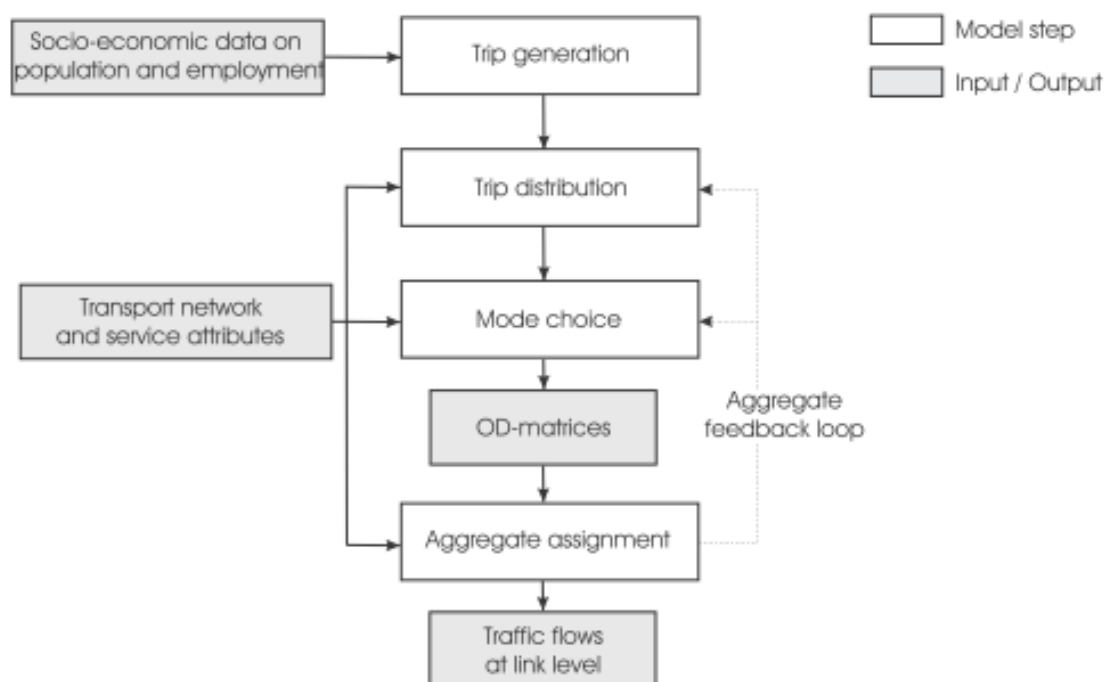 Socio-economic data on
population and employment
Trip generation
Model step
Input / Output
Trip distribution
Transport network
and service attributes
Mode choice
OD-matrices
Aggregate
feedback loop
Aggregate assignment
Traffic flows
at link level